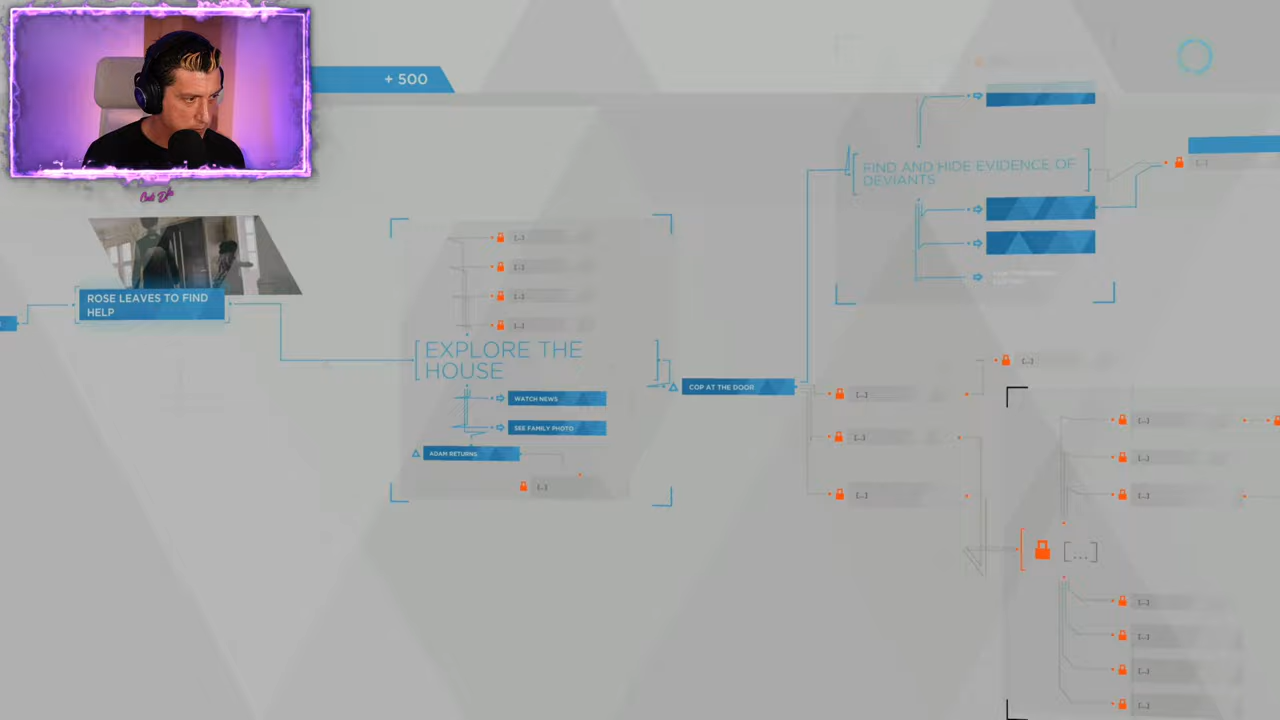 + 500
FIND AND HIDE EVIDENCE OF
DEVIANTS
[...]
[...]
[...]
[...]
[...]
ROSE LEAVES TO FIND
HELP
EXPLORE THE
HOUSE
COP AT THE DOOR
[...]
[...]
WATCH NEWS
[...]
SEE FAMILY PHOTO
[...]
ADAM RETURNS
[...]
[...]
[...]
[...]
[...]
[...]
[...]
[...]
[...]
[...]